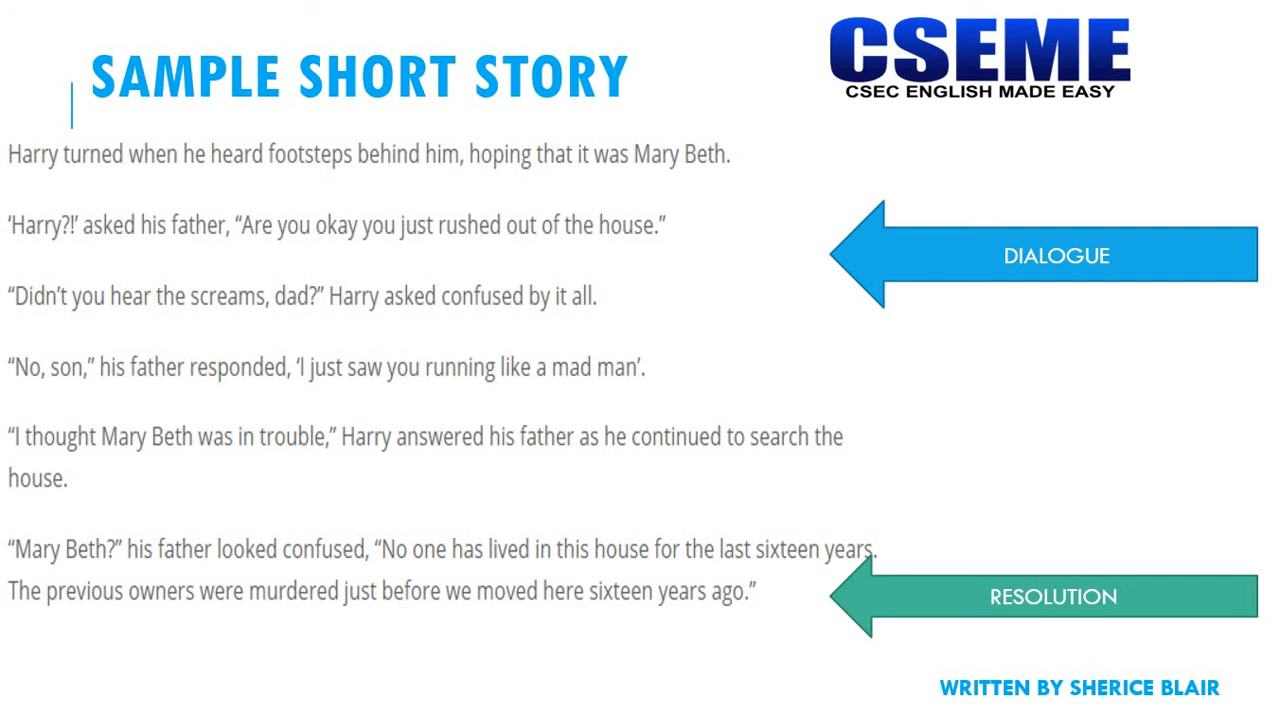 SAMPLE SHORT STORY
CSEME
CSEC ENGLISH MADE EASY
Harry turned when he heard footsteps behind him, hoping that it was Mary Beth.
‘Harry?!’ asked his father, “Are you okay you just rushed out of the house.”
DIALOGUE
“Didn’t you hear the screams, dad?” Harry asked confused by it all.
“No, son,” his father responded, ‘I just saw you running like a mad man’.
“I thought Mary Beth was in trouble,” Harry answered his father as he continued to search the
house.
“Mary Beth?” his father looked confused, “No one has lived in this house for the last sixteen years.
The previous owners were murdered just before we moved here sixteen years ago.”
RESOLUTION
WRITTEN BY SHERICE BLAIR